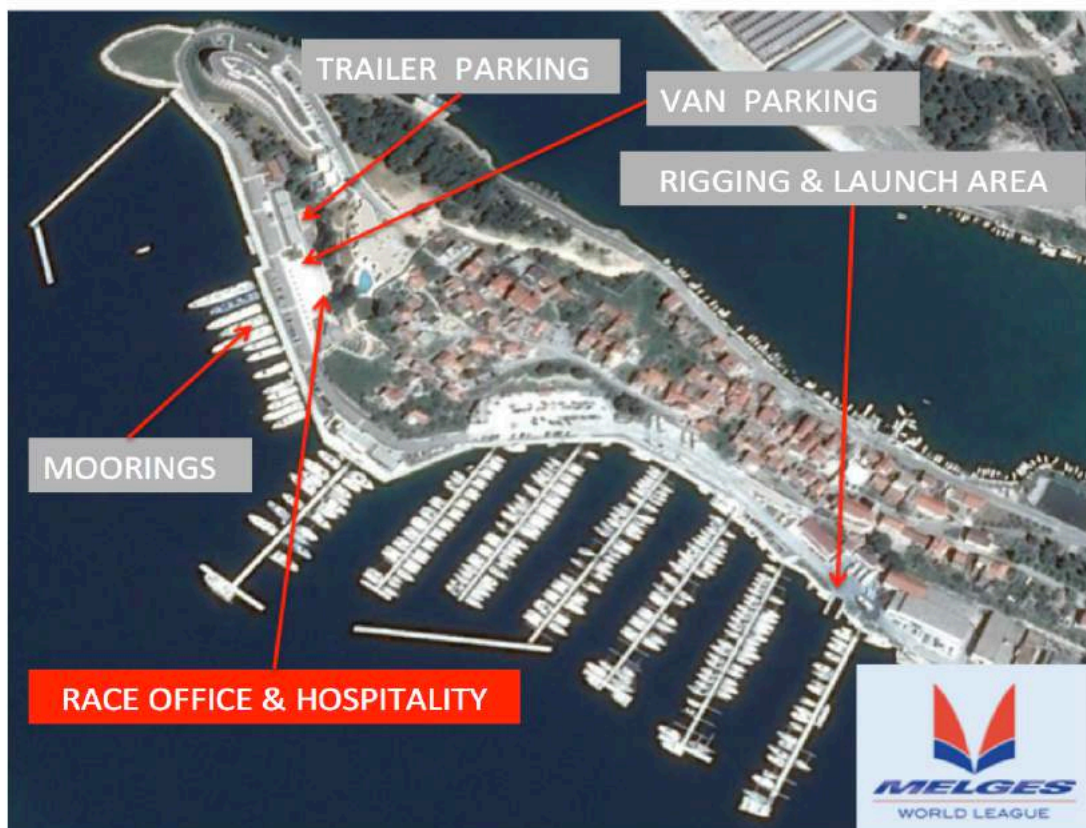 TRAILER PARKING
VAN PARKING
RIGGING & LAUNCH AREA
MOORINGS
RACE OFFICE & HOSPITALITY
MELGES
WORLD LEAGUE